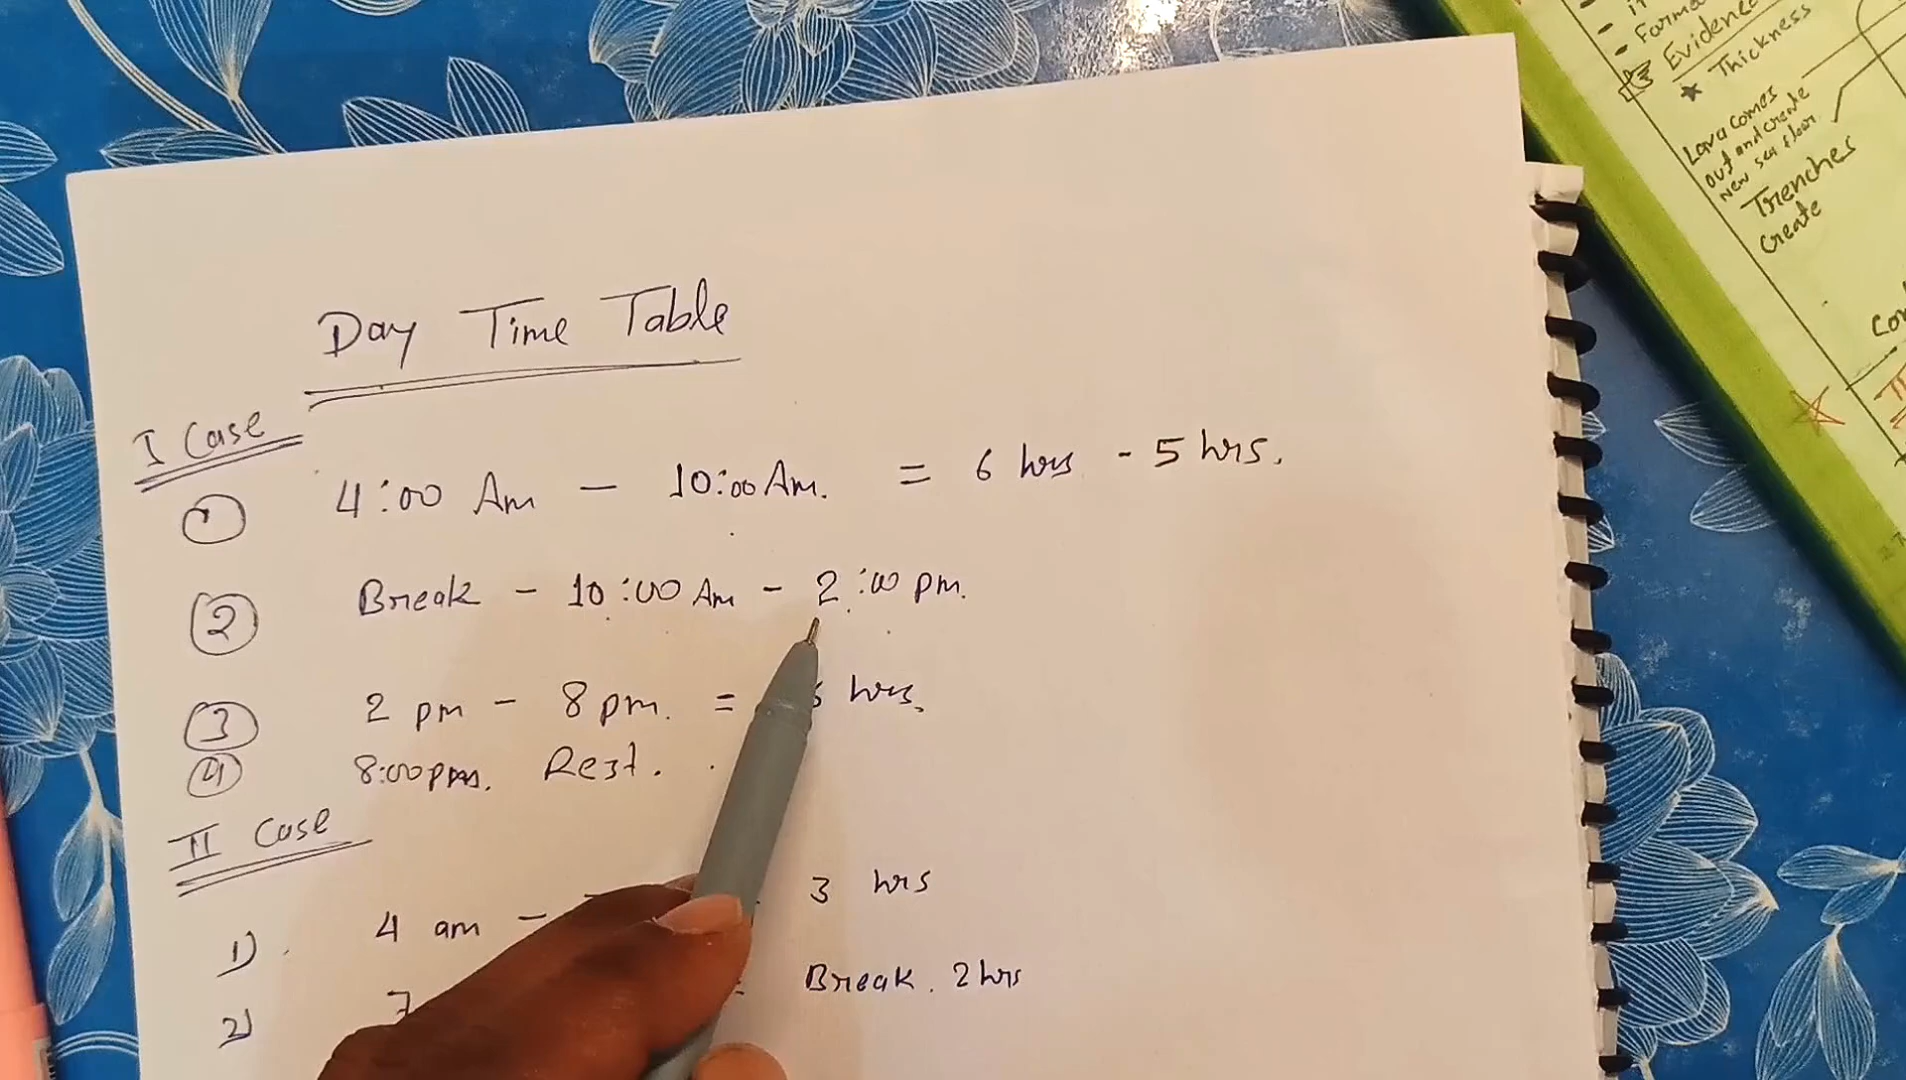 Day Time Table
I Case
1 4:00 Am - 10:00 Am. = 6 hrs - 5 hrs.
2 Break - 10:00 Am - 2:00 pm.
3 2 pm - 8 pm. = hrs.
4 8:00 pm. Rest.
II Case
1) 4 am - 3 hrs
2) 7 = Break. 2 hrs
Forme
Evidence
★ Thickness
Lava comes
out and create
new sea floor
Trenches
create